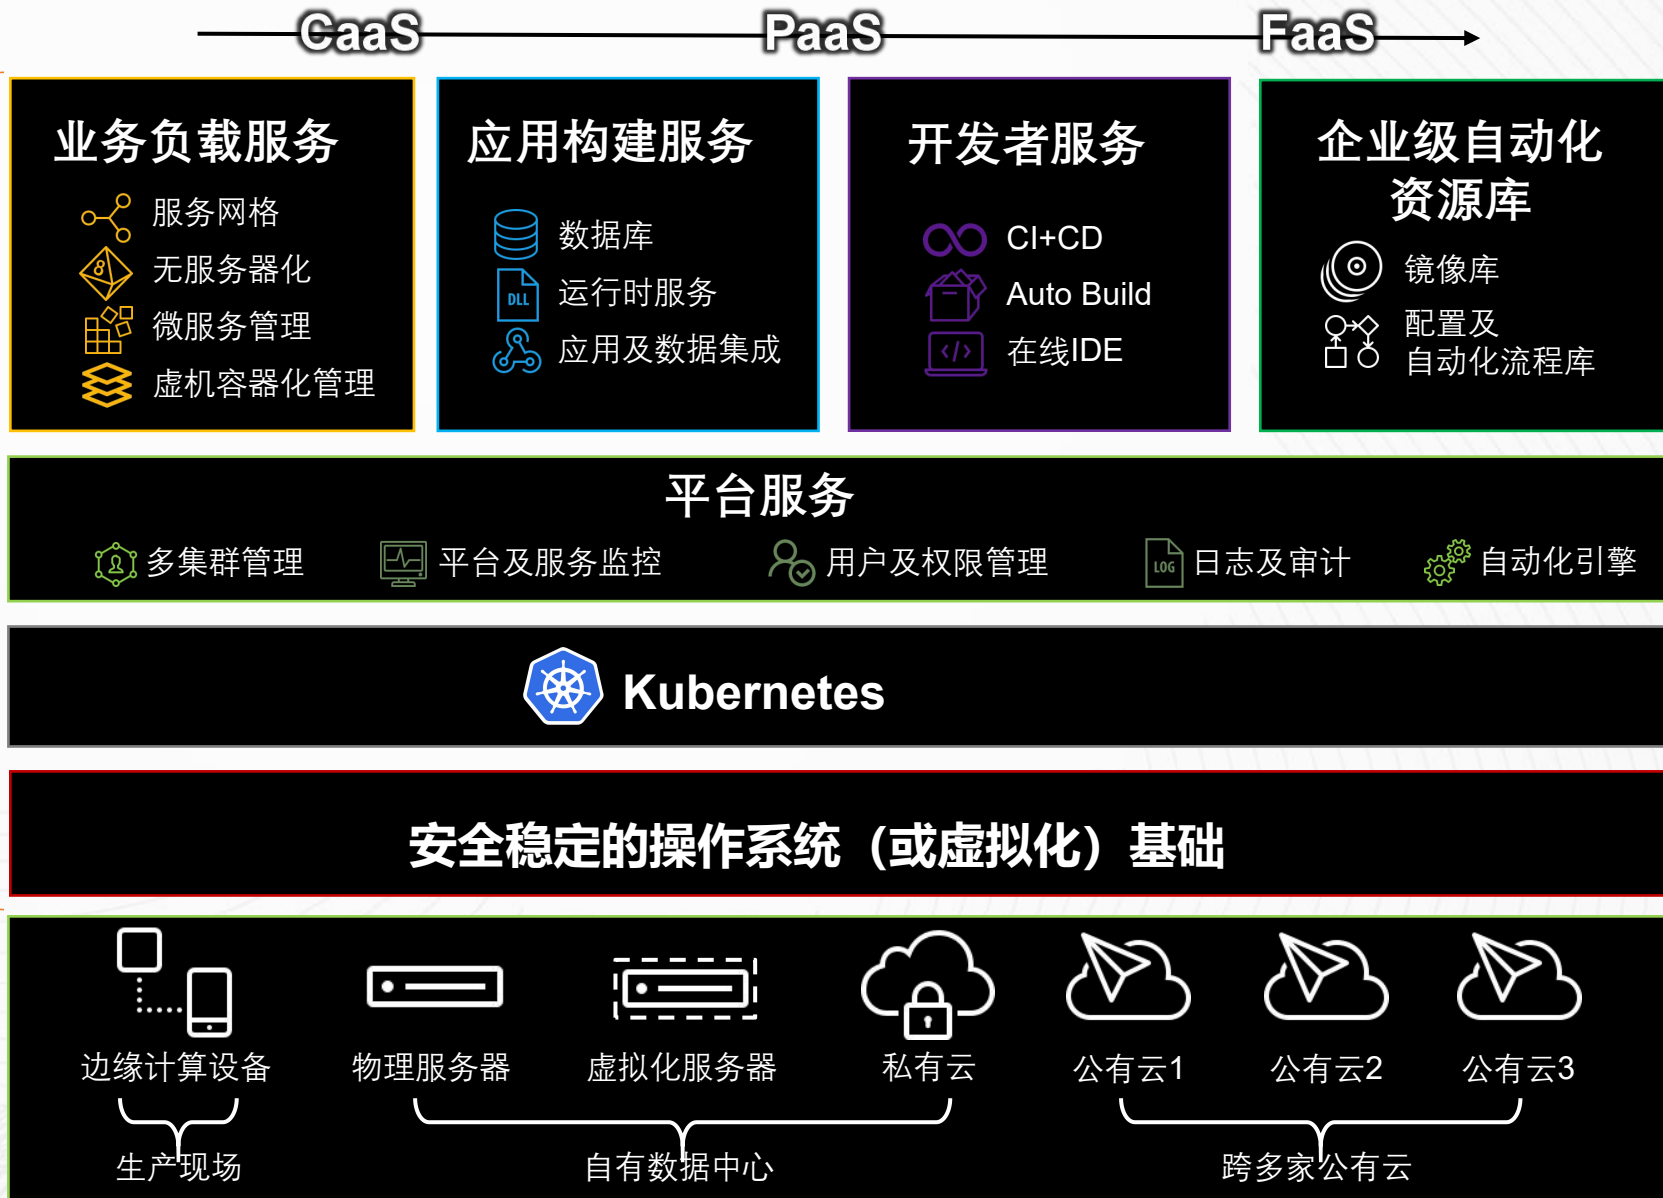 CaaS
PaaS
FaaS
业务负载服务
服务网格
8
无服务器化
微服务管理
虚机容器化管理
应用构建服务
数据库
DLL
运行时服务
应用及数据集成
开发者服务
CI+CD
Auto Build
</>
在线IDE
企业级自动化
资源库
镜像库
配置及
自动化流程库
平台服务
多集群管理
平台及服务监控
用户及权限管理
LOG
日志及审计
自动化引擎
Kubernetes
安全稳定的操作系统（或虚拟化）基础
边缘计算设备
物理服务器
虚拟化服务器
私有云
公有云1
公有云2
公有云3
生产现场
自有数据中心
跨多家公有云